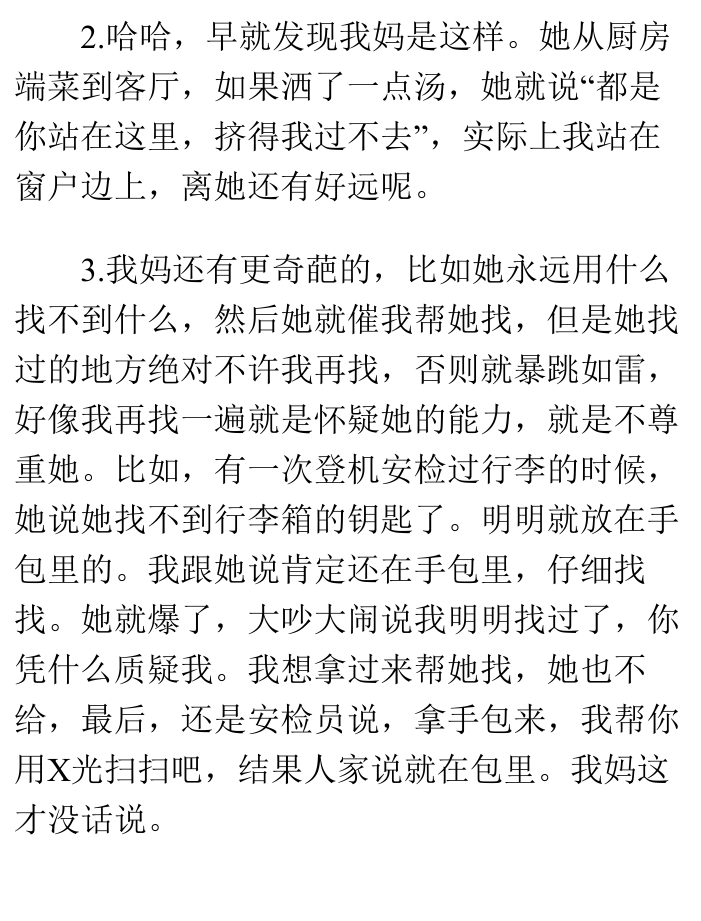 2.哈哈，早就发现我妈是这样。她从厨房
端菜到客厅，如果洒了一点汤，她就说“都是
你站在这里，挤得我过不去”，实际上我站在
窗户边上，离她还有好远呢。
3.我妈还有更奇葩的，比如她永远用什么
找不到什么，然后她就催我帮她找，但是她找
过的地方绝对不许我再找，否则就暴跳如雷，
好像我再找一遍就是怀疑她的能力，就是不尊
重她。比如，有一次登机安检过行李的时候，
她说她找不到行李箱的钥匙了。明明就放在手
包里的。我跟她说肯定还在手包里，仔细找
找。她就爆了，大吵大闹说我明明找过了，你
凭什么质疑我。我想拿过来帮她找，她也不
给，最后，还是安检员说，拿手包来，我帮你
用X光扫扫吧，结果人家说就在包里。我妈这
才没话说。